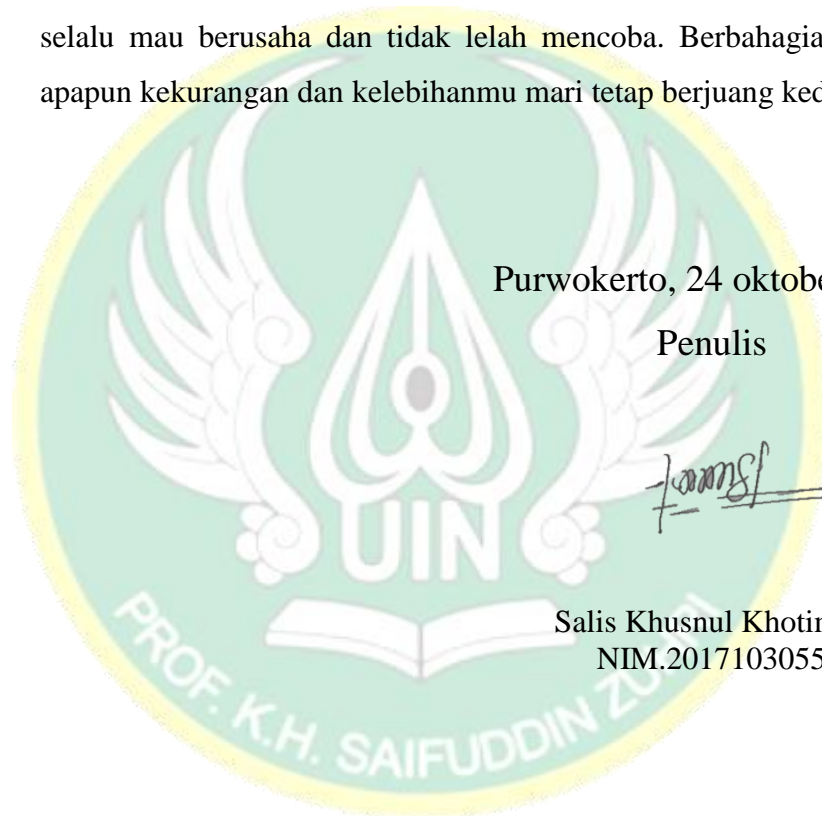 selalu mau berusaha dan tidak lelah mencoba. Berbahagia
apapun kekurangan dan kelebihanmu mari tetap berjuang ked
Purwokerto, 24 oktobe
Penulis
Salis Khusnul Khotin
NIM.2017103055
UIN
PROF. K.H. SAIFUDDIN ZUHRI